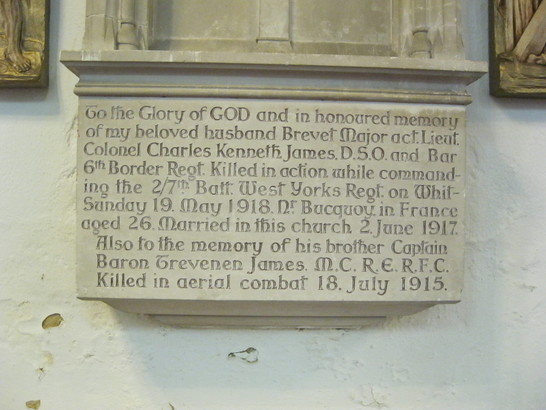 To the Glory of GOD and in honoured memory
of my beloved husband Brevet Major act. Lieut.
Colonel Charles Kenneth James. D.S.O. and Bar
6th Border Regt. Killed in action while command-
ing the 2/7th Batt. West Yorks Regt. on Whit-
Sunday 19. May 1918. Nr. Bucquoy, in France
aged 26. Married in this church 2. June 1917.
Also to the memory of his brother Captain
Baron Trevenen James. M.C. R.E. R.F.C.
Killed in aerial combat 18. July 1915.